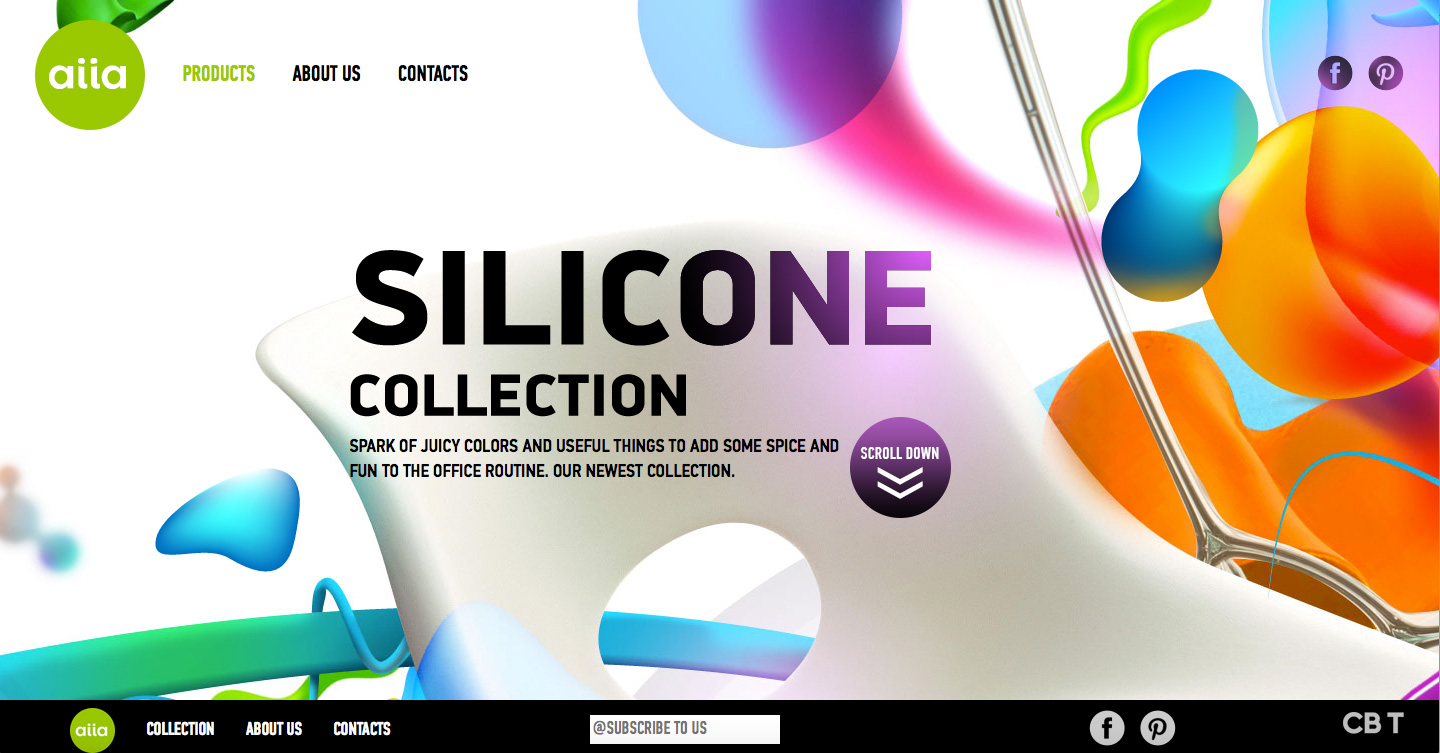 aiia
PRODUCTS ABOUT US CONTACTS
SILICONE
COLLECTION
SPARK OF JUICY COLORS AND USEFUL THINGS TO ADD SOME SPICE AND
FUN TO THE OFFICE ROUTINE. OUR NEWEST COLLECTION.
SCROLL DOWN
aiia
COLLECTION ABOUT US CONTACTS
@SUBSCRIBE TO US
CBT